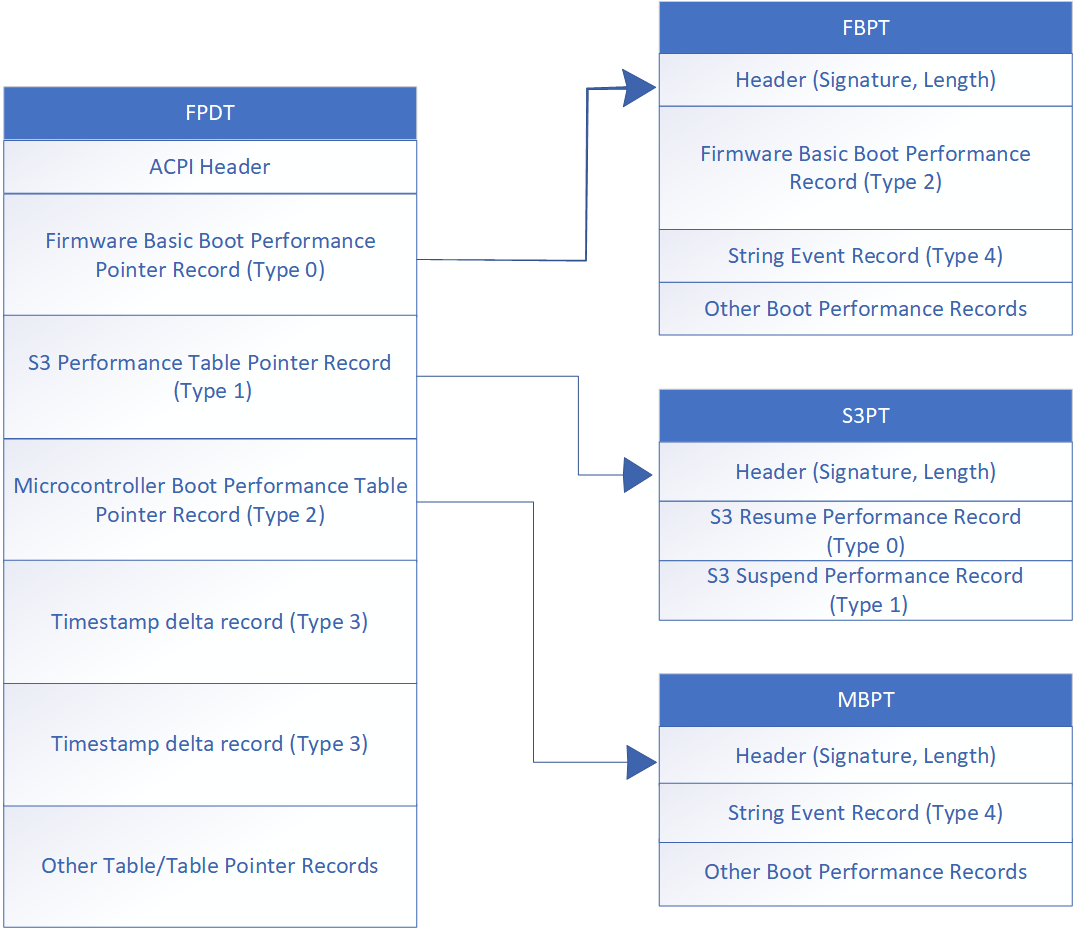 FPDT
ACPI Header
Firmware Basic Boot Performance
Pointer Record (Type 0)
S3 Performance Table Pointer Record
(Type 1)
Microcontroller Boot Performance Table
Pointer Record (Type 2)
Timestamp delta record (Type 3)
Timestamp delta record (Type 3)
Other Table/Table Pointer Records
FBPT
Header (Signature, Length)
Firmware Basic Boot Performance
Record (Type 2)
String Event Record (Type 4)
Other Boot Performance Records
S3PT
Header (Signature, Length)
S3 Resume Performance Record
(Type 0)
S3 Suspend Performance Record
(Type 1)
MBPT
Header (Signature, Length)
String Event Record (Type 4)
Other Boot Performance Records